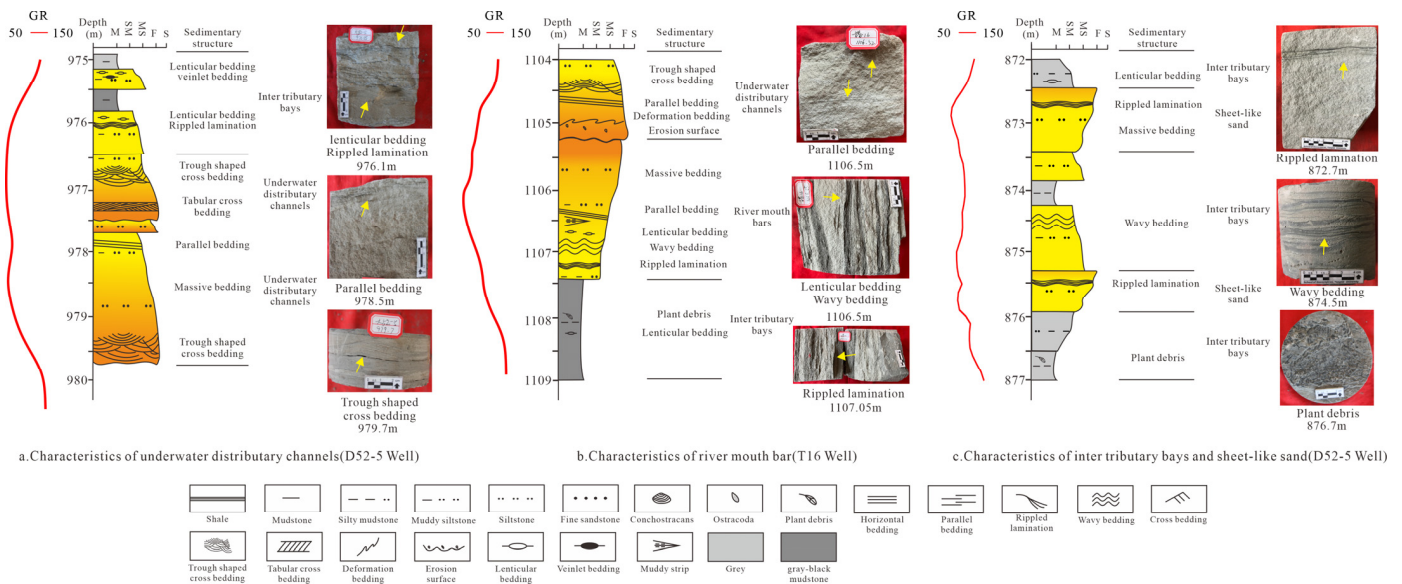 GR
50 — 150
Depth
(m)
M
SM
MS
F
S
Sedimentary
structure
975
976
977
978
979
980
Lenticular bedding
veinlet bedding
Lenticular bedding
Rippled lamination
Trough shaped
cross bedding
Tabular cross
bedding
Parallel bedding
Massive bedding
Trough shaped
cross bedding
Inter tributary
bays
Underwater
distributary
channels
Underwater
distributary
channels
lenticular bedding
Rippled lamination
976.1m
Parallel bedding
978.5m
Trough shaped
cross bedding
979.7m
a.Characteristics of underwater distributary channels(D52-5 Well)
GR
50 — 150
Depth
(m)
M
SM
MS
F S
Sedimentary
structure
1104
1105
1106
1107
1108
1109
Trough shaped
cross bedding
Parallel bedding
Deformation bedding
Erosion surface
Massive bedding
Parallel bedding
Lenticular bedding
Wavy bedding
Rippled lamination
Plant debris
Lenticular bedding
Underwater
distributary
channels
River mouth
bars
Inter tributary
bays
Parallel bedding
1106.5m
Lenticular bedding
Wavy bedding
1106.5m
Rippled lamination
1107.05m
b.Characteristics of river mouth bar(T16 Well)
GR
50 — 150
Depth
(m)
M
SM
MS
F S
Sedimentary
structure
872
873
874
875
876
877
Lenticular bedding
Rippled lamination
Massive bedding
Wavy bedding
Rippled lamination
Plant debris
Inter tributary
bays
Sheet-like
sand
Inter tributary
bays
Sheet-like
sand
Inter tributary
bays
Rippled lamination
872.7m
Wavy bedding
874.5m
Plant debris
876.7m
c.Characteristics of inter tributary bays and sheet-like sand(D52-5 Well)
Shale
Mudstone
Silty mudstone
Muddy siltstone
Siltstone
Fine sandstone
Conchostracans
Ostracoda
Plant debris
Horizontal
bedding
Parallel
bedding
Rippled
lamination
Wavy bedding
Cross bedding
Trough shaped
cross bedding
Tabular cross
bedding
Deformation
bedding
Erosion
surface
Lenticular
bedding
Veinlet bedding
Muddy strip
Grey
gray-black
mudstone